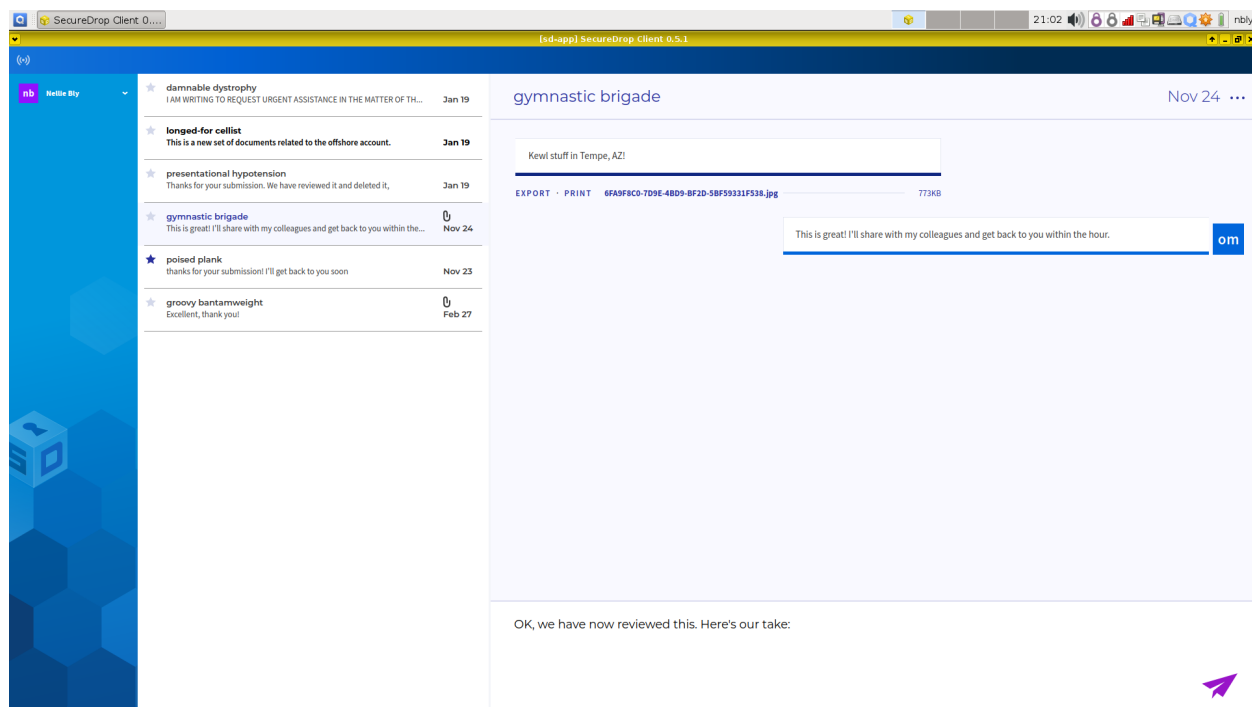 SecureDrop Client 0....
21:02
nbly
[sd-app] SecureDrop Client 0.5.1
nb Nellie Bly
damnable dystrophy
I AM WRITING TO REQUEST URGENT ASSISTANCE IN THE MATTER OF TH... Jan 19
longed-for cellist
This is a new set of documents related to the offshore account. Jan 19
presentational hypotension
Thanks for your submission. We have reviewed it and deleted it, Jan 19
gymnastic brigade
This is great! I'll share with my colleagues and get back to you within the... Nov 24
poised plank
thanks for your submission! I'll get back to you soon Nov 23
groovy bantamweight
Excellent, thank you! Feb 27
SD
gymnastic brigade Nov 24 ...
Kewl stuff in Tempe, AZ!
EXPORT · PRINT 6FA9F8C0-7D9E-4BD9-BF2D-5BF59331F538.jpg 773KB
This is great! I'll share with my colleagues and get back to you within the hour. om
OK, we have now reviewed this. Here's our take: